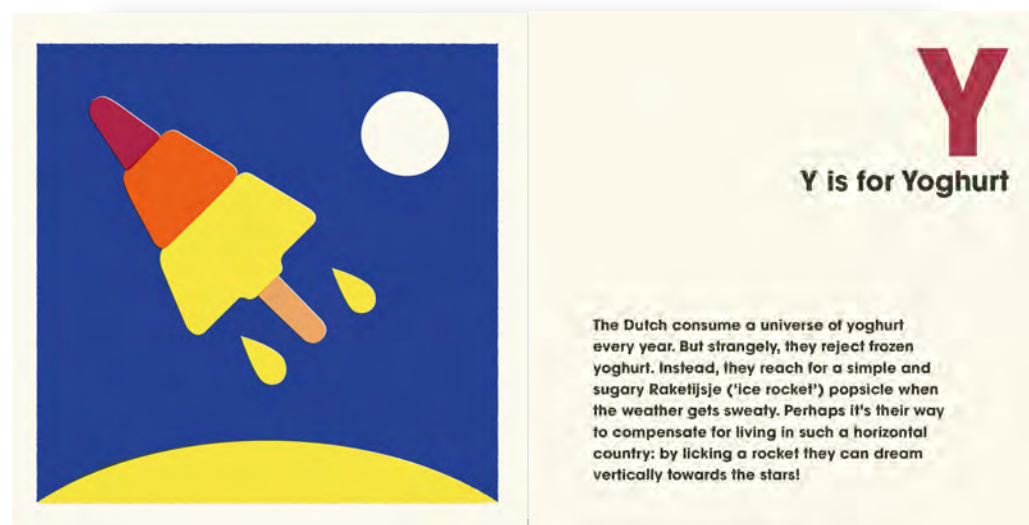 Y
Y is for Yoghurt
The Dutch consume a universe of yoghurt
every year. But strangely, they reject frozen
yoghurt. Instead, they reach for a simple and
sugary Raketijsje (‘ice rocket’) popsicle when
the weather gets sweaty. Perhaps it's their way
to compensate for living in such a horizontal
country: by licking a rocket they can dream
vertically towards the stars!